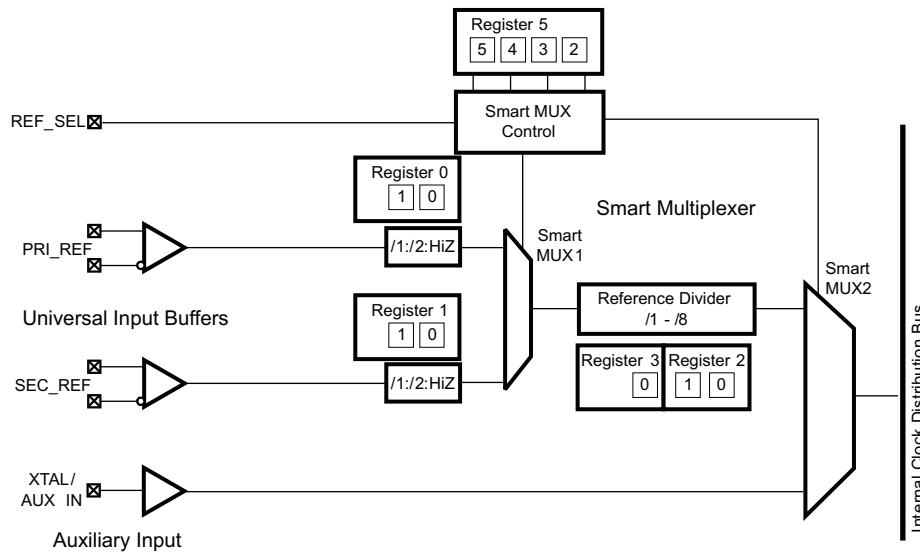 Register 5
5 4 3 2
REF_SEL
Smart MUX
Control
Register 0
1 0
PRI_REF
/1:/2:HiZ
Smart
MUX1
Smart Multiplexer
Smart
MUX2
Universal Input Buffers
Register 1
1 0
Reference Divider
/1 - /8
Register 3
0
Register 2
1 0
SEC_REF
/1:/2:HiZ
XTAL/
AUX IN
Auxiliary Input
Internal Clock Distribution Bus